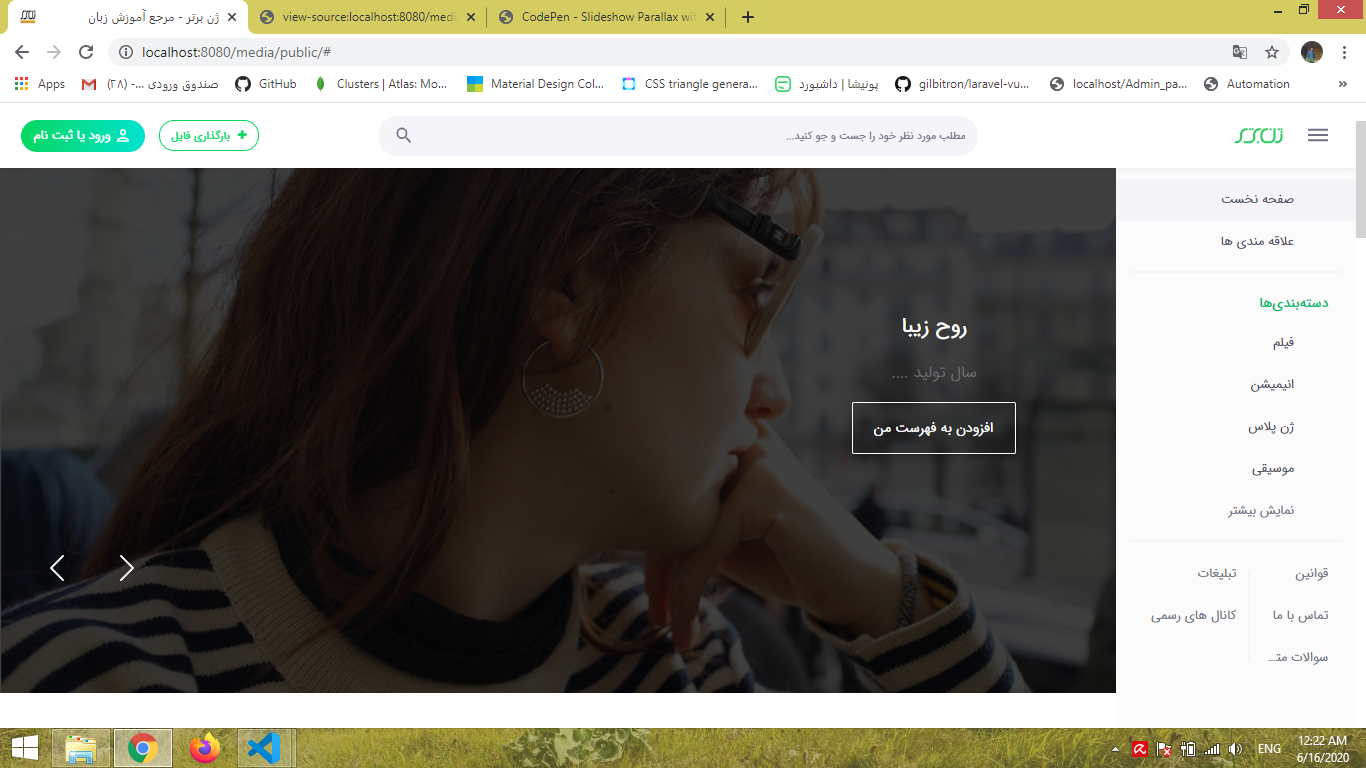 ژن برتر - مرجع آموزش زبان
view-source:localhost:8080/medi
CodePen - Slideshow Parallax wit
localhost:8080/media/public/#
Apps
صندوق ورودی ...- (۲۸)
GitHub
Clusters | Atlas: Mo...
Material Design Col...
CSS triangle genera...
پونیشا | داشبورد
gilbitron/laravel-vu...
localhost/Admin_pa...
Automation
»
ژن برتر
مطلب مورد نظر خود را جست و جو کنید...
بارگذاری فایل
ورود یا ثبت نام
صفحه نخست
علاقه مندی ها
دسته‌بندی‌ها
فیلم
انیمیشن
ژن پلاس
موسیقی
نمایش بیشتر
قوانین
تبلیغات
تماس با ما
کانال های رسمی
سوالات مت...
روح زیبا
سال تولید ....
افزودن به فهرست من
ENG
12:22 AM
6/16/2020